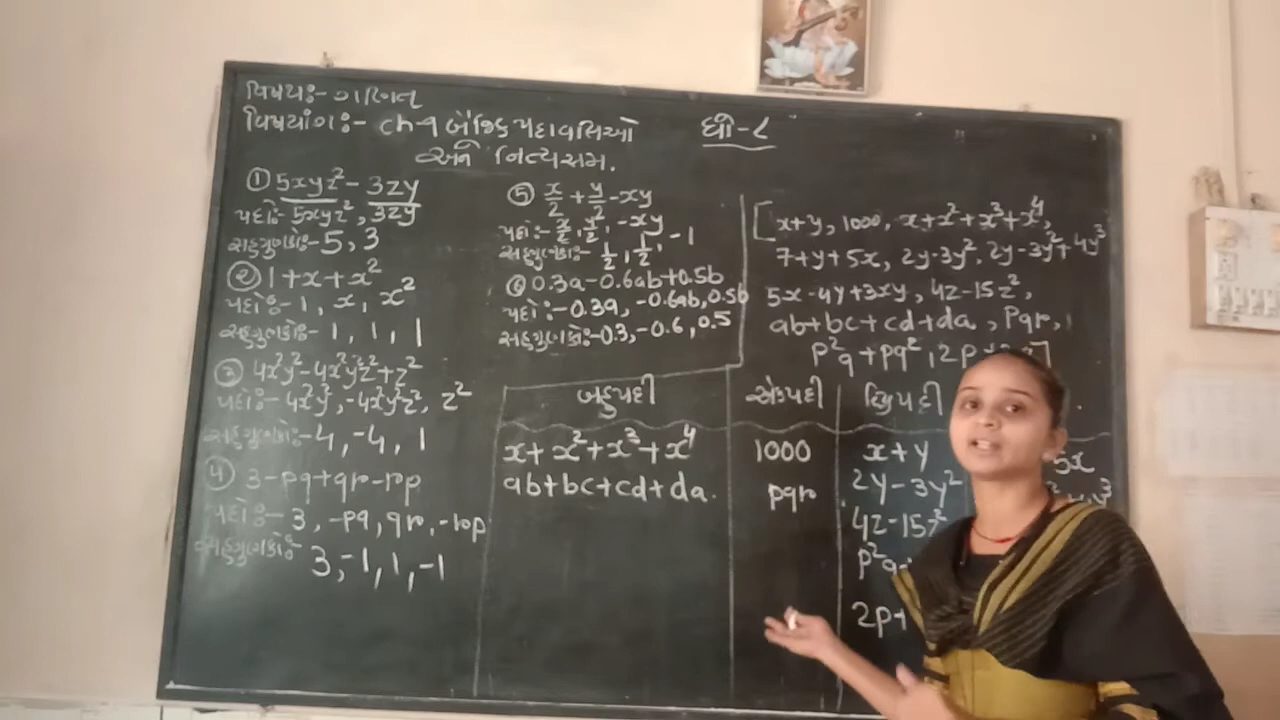 વિષય:- ગણિત
વિષયાંગ:- ch-9 બૈજિક પદાવલિઓ
અને નિત્યસમ.
ધો-૮
① 5xyz² - 3zy
પદો:- 5xyz², 3zy
સહગુણકો:- 5, 3
② 1+x+x²
પદો:- 1, x, x²
સહગુણકો:- 1, 1, 1
③ 4x²y²-4x²y²z²+z²
પદો:- 4x²y², -4x²y²z², z²
સહગુણકો:- 4, -4, 1
④ 3-pq+qr-rp
પદો:- 3, -pq, qr, -rp
સહગુણકો:-
3, -1, 1, -1
⑤ x/2 + y/2 - xy
પદો:- x/2, y/2, -xy
સહગુણકો:- 1/2, 1/2, -1
⑥ 0.3a-0.6ab+0.5b
પદો:- 0.3a, -0.6ab, 0.5b
સહગુણકો:- 0.3, -0.6, 0.5
[x+y, 1000, x+x²+x³+x⁴,
7+y+5x, 2y-3y², 2y-3y²+4y³
5x-4y+3xy, 4z-15z²,
ab+bc+cd+da, pqr,
p²q+pq², 2p+
બહુપદી એકપદી દ્વિપદી
x+x²+x³+x⁴ 1000 x+y 5x
ab+bc+cd+da. pqr 2y-3y²
4z-15z²
p²q
2p+